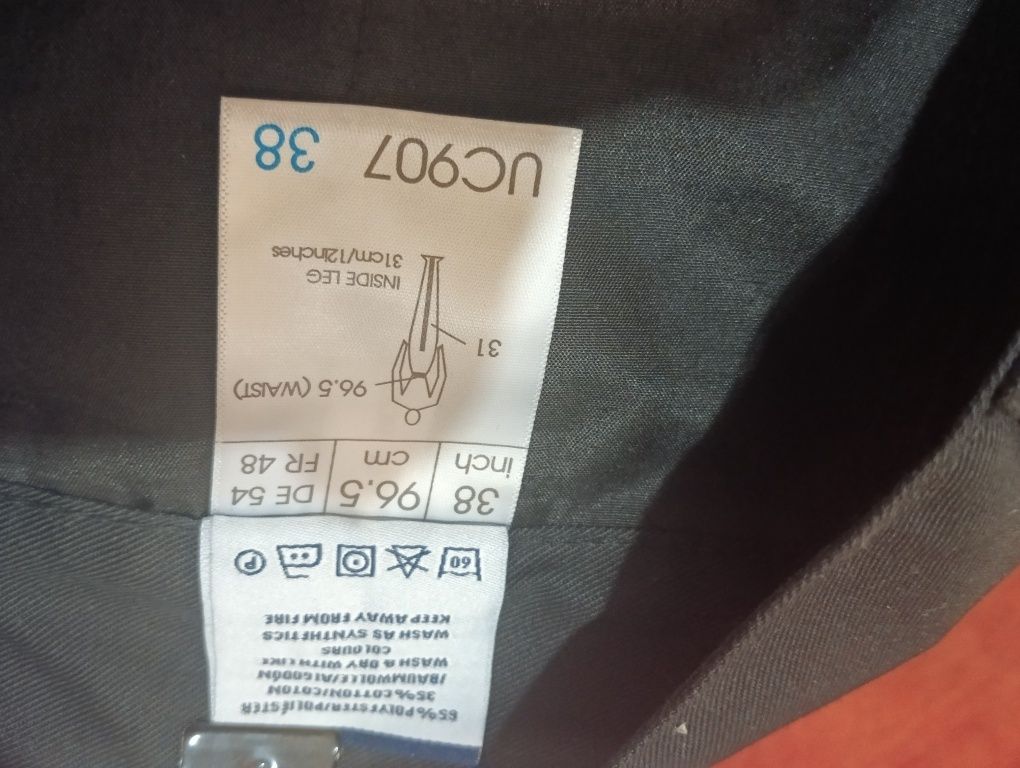 65%POLYESTER/POLIÉSTER
35%COTTON/COTON
/BAUMWOLLE/ALGODÓN
WASH & DRY WITH LIKE
COLOURS
WASH AS SYNTHETICS
KEEP AWAY FROM FIRE
60 P
38 96.5 DE 54
inch cm FR 48
96.5 (WAIST)
31
INSIDE LEG
31cm/12inches
UC907 38